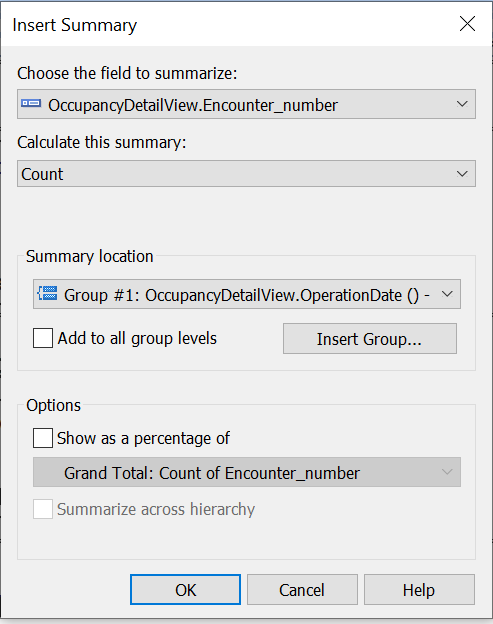 Insert Summary
Choose the field to summarize:
OccupancyDetailView.Encounter_number
Calculate this summary:
Count
Summary location
Group #1: OccupancyDetailView.OperationDate () -
Add to all group levels
Insert Group...
Options
Show as a percentage of
Grand Total: Count of Encounter_number
Summarize across hierarchy
OK
Cancel
Help